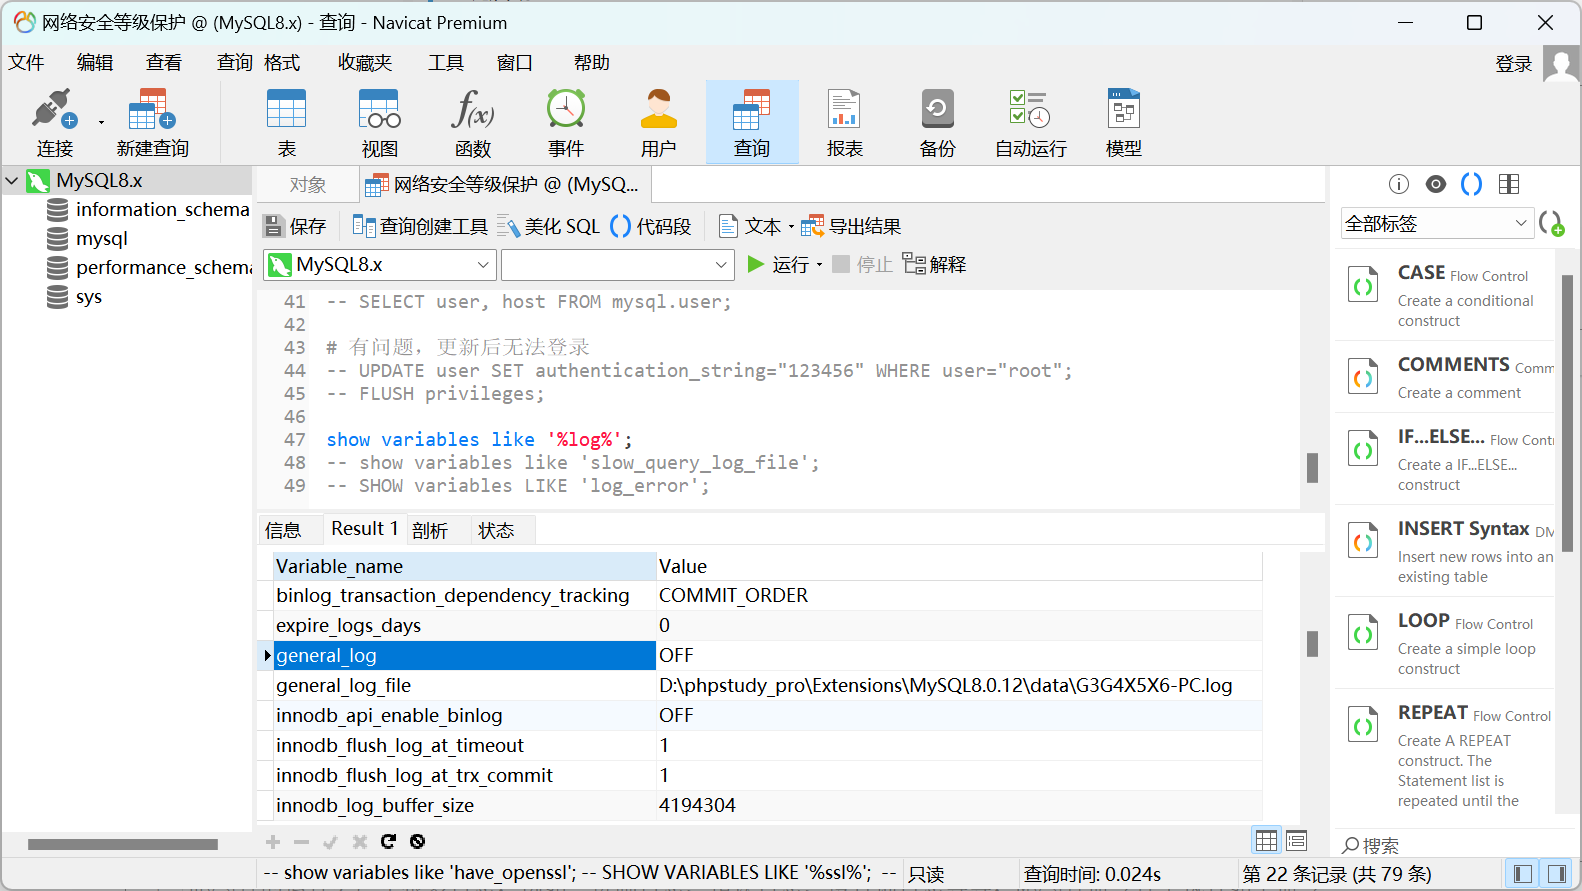 网络安全等级保护 @ (MySQL8.x) - 查询 - Navicat Premium
文件 编辑 查看 查询 格式 收藏夹 工具 窗口 帮助 登录
连接 新建查询 表 视图 函数 事件 用户 查询 报表 备份 自动运行 模型
MySQL8.x
information_schema
mysql
performance_schema
sys
对象 网络安全等级保护 @ (MySQ...
保存 查询创建工具 美化 SQL 代码段 文本 导出结果
MySQL8.x 运行 停止 解释
41 -- SELECT user, host FROM mysql.user;
42
43 # 有问题，更新后无法登录
44 -- UPDATE user SET authentication_string="123456" WHERE user="root";
45 -- FLUSH privileges;
46
47 show variables like '%log%';
48 -- show variables like 'slow_query_log_file';
49 -- SHOW variables LIKE 'log_error';
信息 Result 1 剖析 状态
Variable_name Value
binlog_transaction_dependency_tracking COMMIT_ORDER
expire_logs_days 0
general_log OFF
general_log_file D:\phpstudy_pro\Extensions\MySQL8.0.12\data\G3G4X5X6-PC.log
innodb_api_enable_binlog OFF
innodb_flush_log_at_timeout 1
innodb_flush_log_at_trx_commit 1
innodb_log_buffer_size 4194304
全部标签
CASE Flow Control
Create a conditional
construct
COMMENTS Comm
Create a comment
IF...ELSE... Flow Cont
Create a IF...ELSE...
construct
INSERT Syntax DM
Insert new rows into an
existing table
LOOP Flow Control
Create a simple loop
construct
REPEAT Flow Control
Create A REPEAT
construct. The
Statement list is
repeated until the
搜索
-- show variables like 'have_openssl'; -- SHOW VARIABLES LIKE '%ssl%'; -- 只读 查询时间: 0.024s 第 22 条记录 (共 79 条)